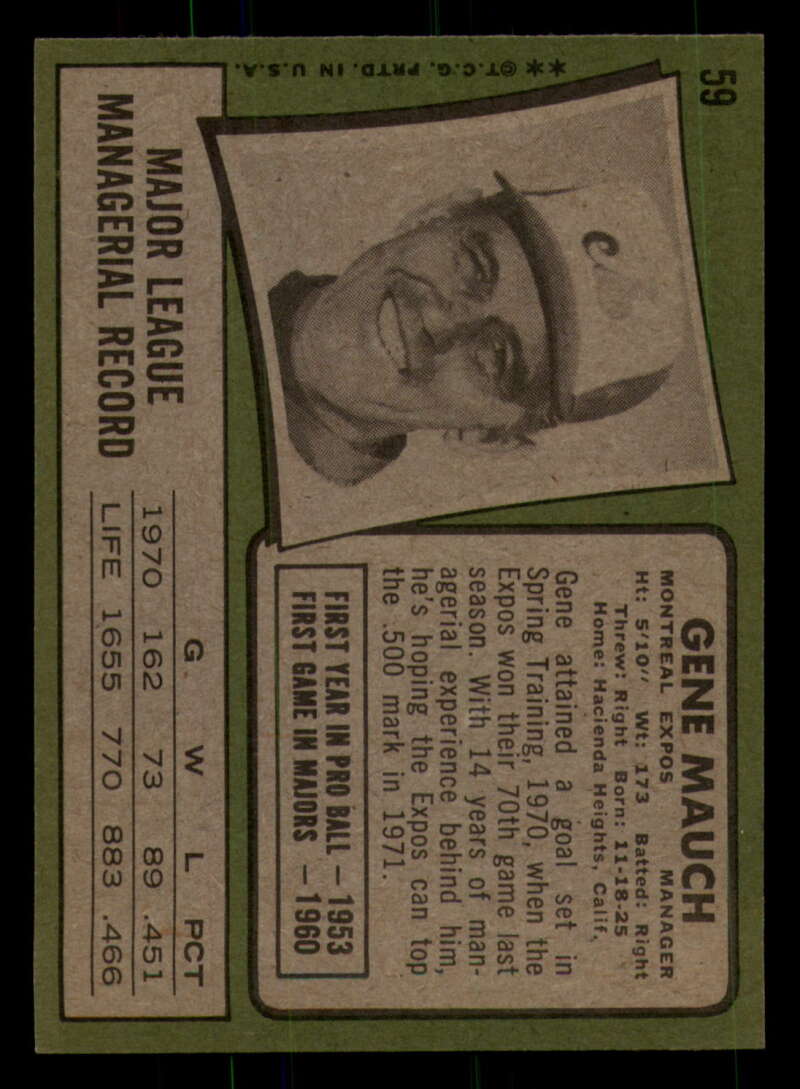 59
**@T.C.G. PRTD. IN U.S.A.
e
GENE MAUCH
MONTREAL EXPOS MANAGER
Ht: 5'10" Wt: 173 Batted: Right
Threw: Right Born: 11-18-25
Home: Hacienda Heights, Calif.
Gene attained a goal set in
Spring Training, 1970, when the
Expos won their 70th game last
season. With 14 years of man-
agerial experience behind him,
he's hoping the Expos can top
the .500 mark in 1971.
FIRST YEAR IN PRO BALL — 1953
FIRST GAME IN MAJORS — 1960
MAJOR LEAGUE
MANAGERIAL RECORD
G. W L PCT
1970 162 73 89 .451
LIFE 1655 770 883 .466